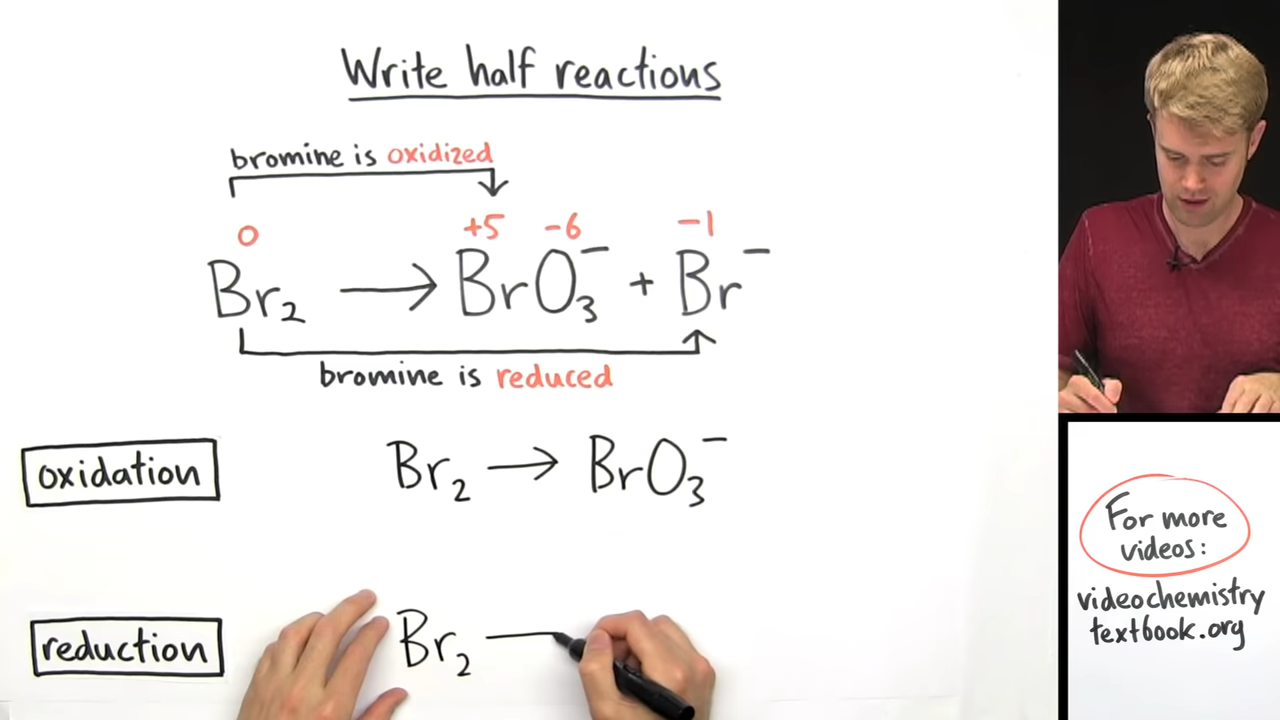 Write half reactions
bromine is oxidized
0 +5 -6 -1
Br₂ ⟶ BrO₃⁻ + Br⁻
bromine is reduced
oxidation Br₂ ⟶ BrO₃⁻
reduction Br₂ —
For more
videos:
videochemistry
textbook.org